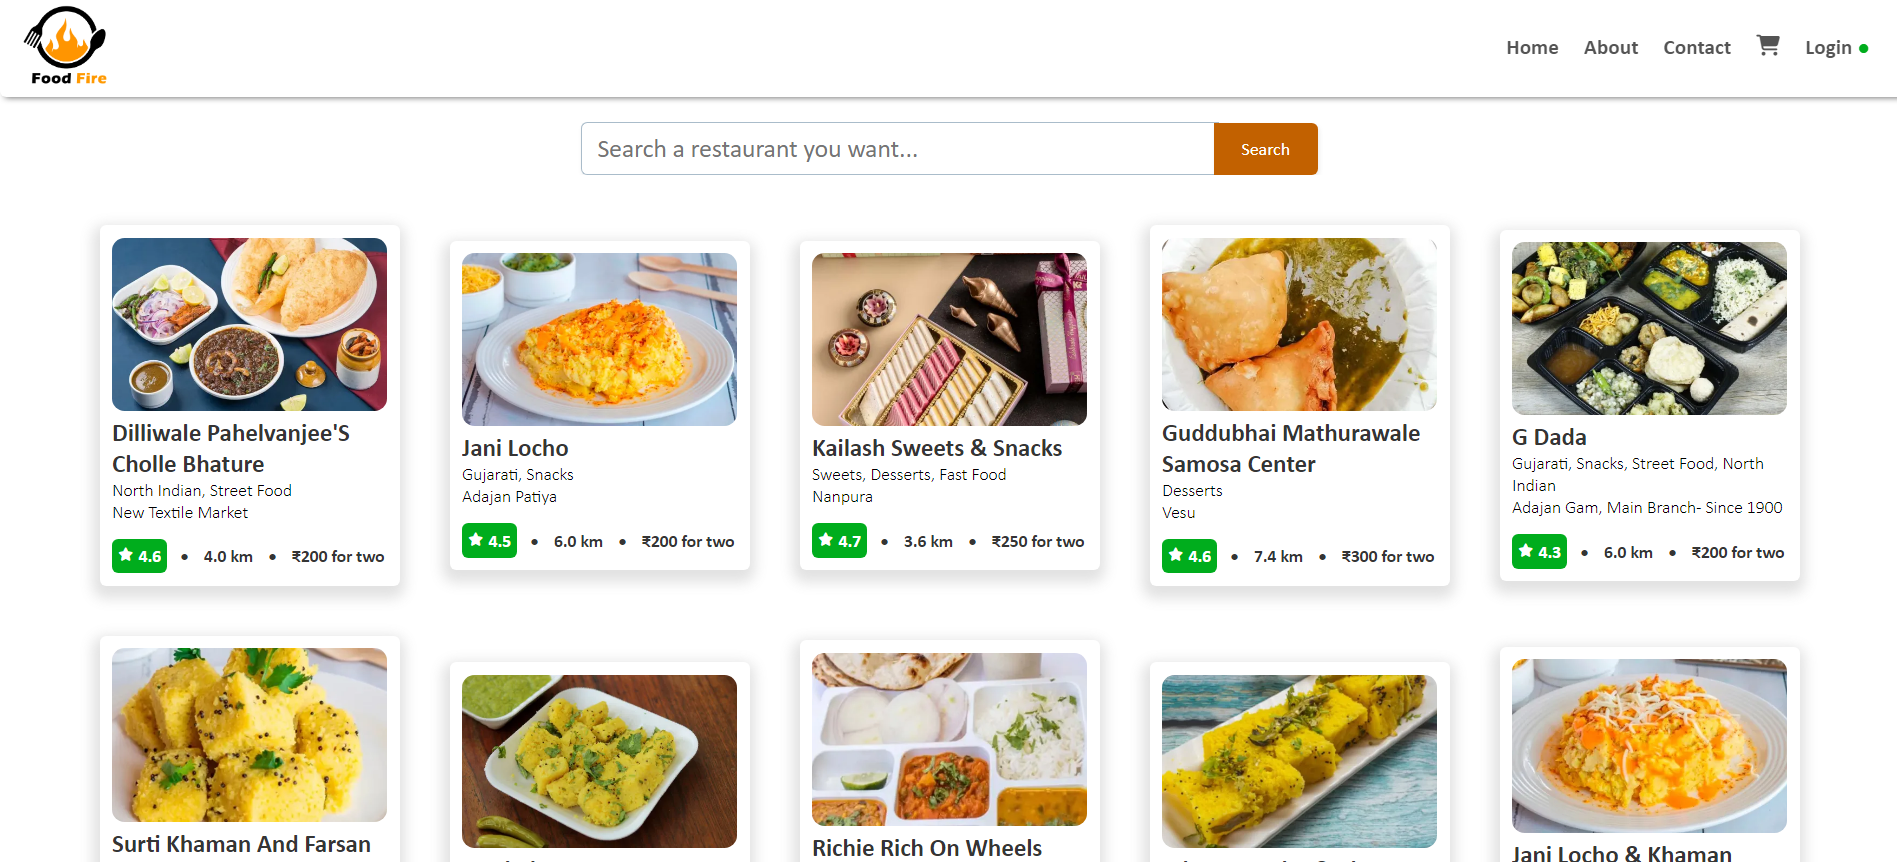 Food Fire
Home
About
Contact
Login
Search a restaurant you want...
Search
Dilliwale Pahelvanjee'S
Cholle Bhature
North Indian, Street Food
New Textile Market
4.6 • 4.0 km • ₹200 for two
Jani Locho
Gujarati, Snacks
Adajan Patiya
4.5 • 6.0 km • ₹200 for two
Kailash Sweets & Snacks
Sweets, Desserts, Fast Food
Nanpura
4.7 • 3.6 km • ₹250 for two
Guddubhai Mathurawale
Samosa Center
Desserts
Vesu
4.6 • 7.4 km • ₹300 for two
G Dada
Gujarati, Snacks, Street Food, North
Indian
Adajan Gam, Main Branch- Since 1900
4.3 • 6.0 km • ₹200 for two
Surti Khaman And Farsan
Richie Rich On Wheels
Jani Locho & Khaman